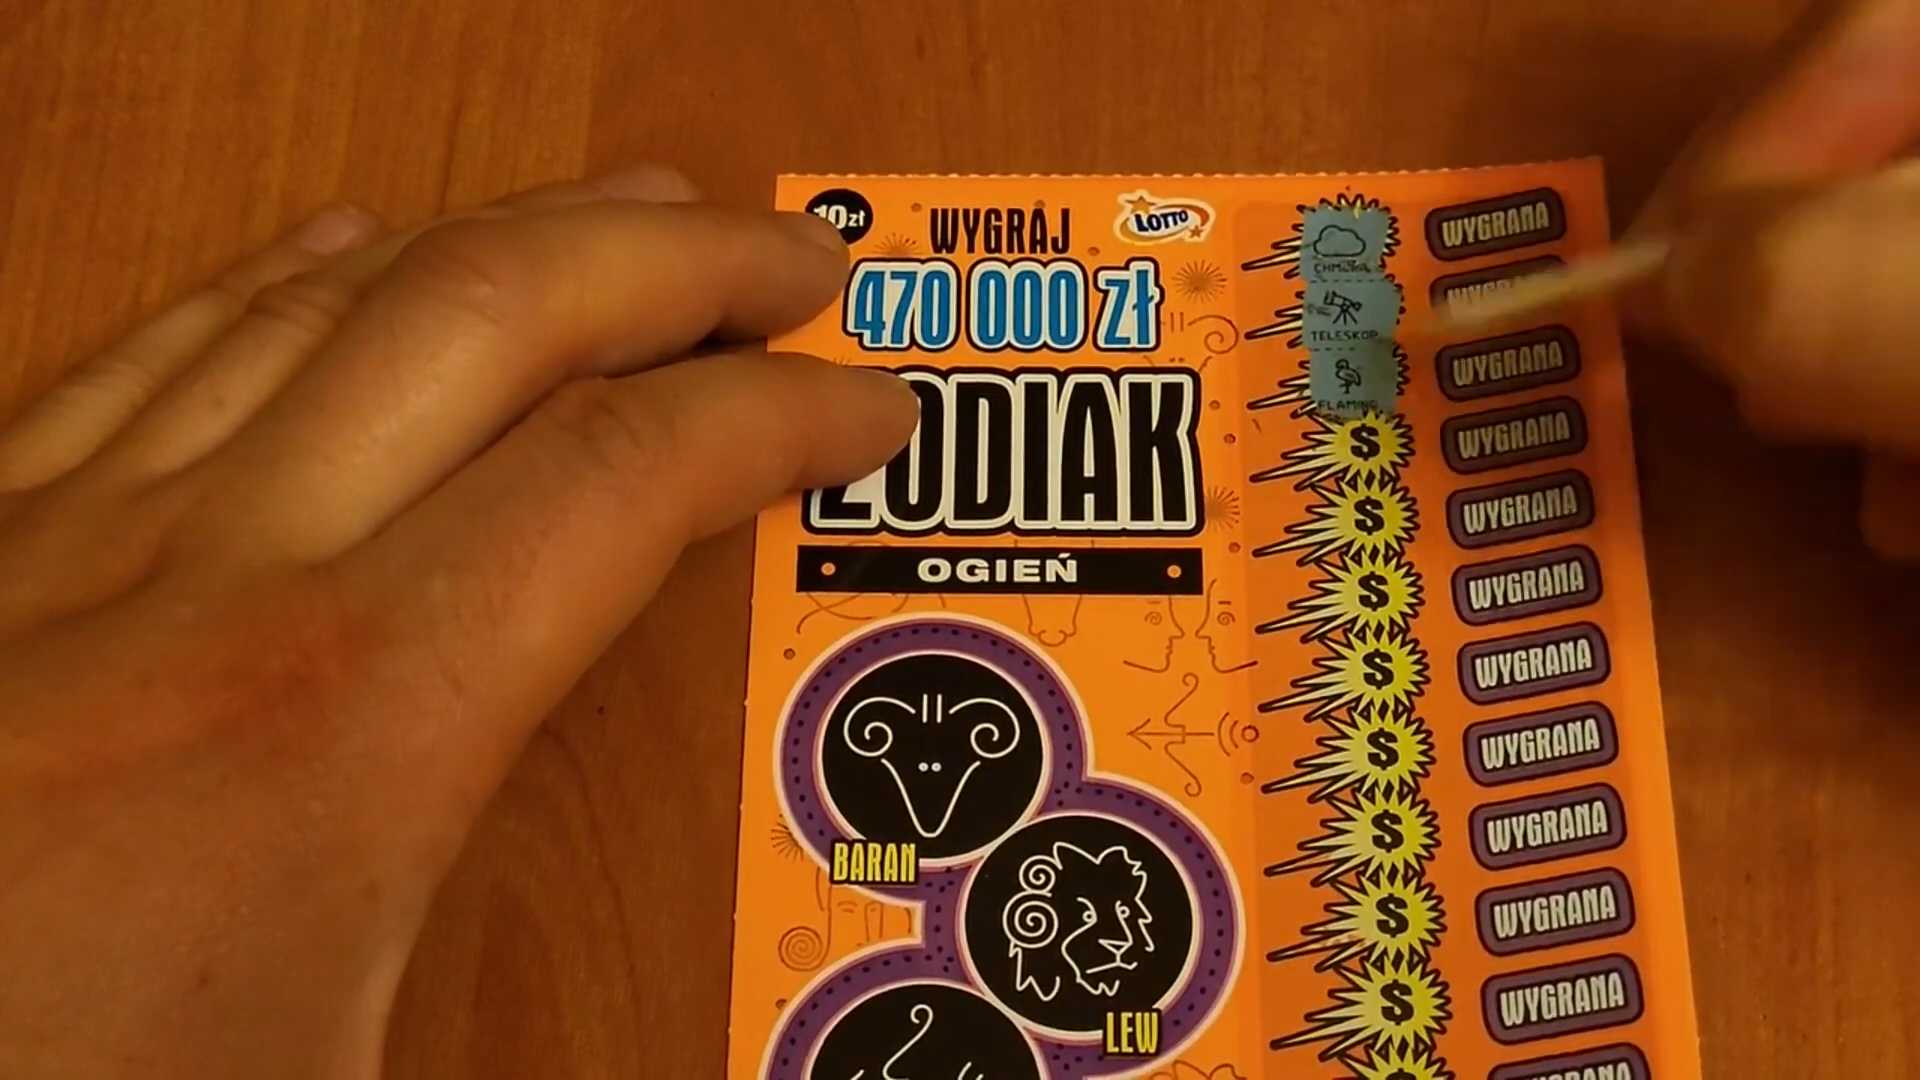 10zł
WYGRAJ
LOTTO
470 000 zł
ZODIAK
OGIEŃ
BARAN
LEW
TELESKOP
FLAMING
$
$
$
$
$
$
$
$
WYGRANA
WYGRANA
WYGRANA
WYGRANA
WYGRANA
WYGRANA
WYGRANA
WYGRANA
WYGRANA
WYGRANA